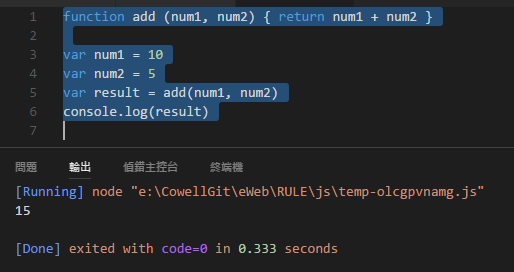 1 function add (num1, num2) { return num1 + num2 }
2
3 var num1 = 10
4 var num2 = 5
5 var result = add(num1, num2)
6 console.log(result)
7
問題 輸出 偵錯主控台 終端機
[Running] node "e:\CowellGit\eWeb\RULE\js\temp-olcgpvnamg.js"
15
[Done] exited with code=0 in 0.333 seconds